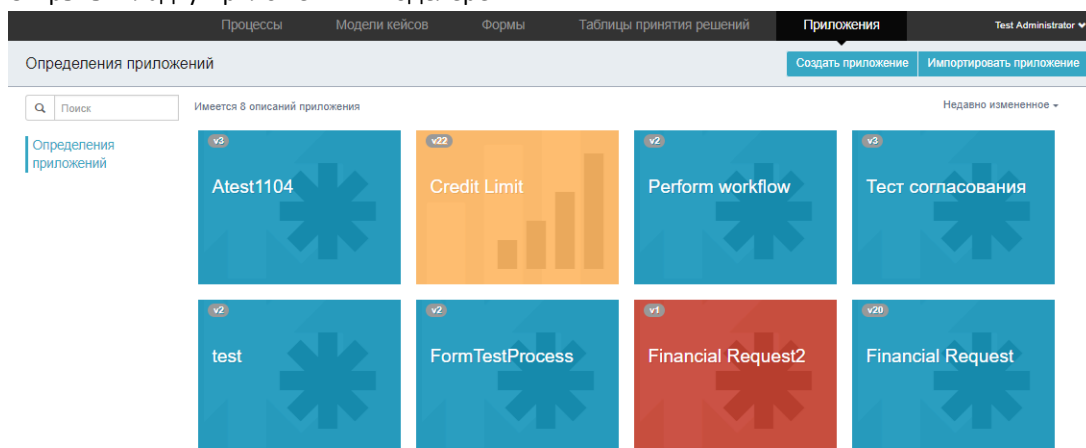 Процессы Модели кейсов Формы Таблицы принятия решений Приложения Test Administrator
Определения приложений Создать приложение Импортировать приложение
Поиск Имеется 8 описаний приложения Недавно измененное
Определения
приложений
v3 v22 v2 v3
Atest1104 Credit Limit Perform workflow Тест согласования
v2 v2 v1 v20
test FormTestProcess Financial Request2 Financial Request